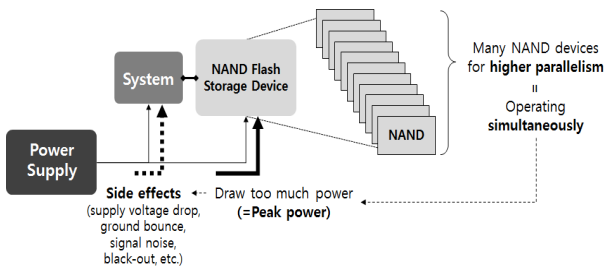 System
NAND Flash
Storage Device
NAND
Many NAND devices
for higher parallelism
=
Operating
simultaneously
Power
Supply
Side effects
(supply voltage drop,
ground bounce,
signal noise,
black-out, etc.)
Draw too much power
(=Peak power)